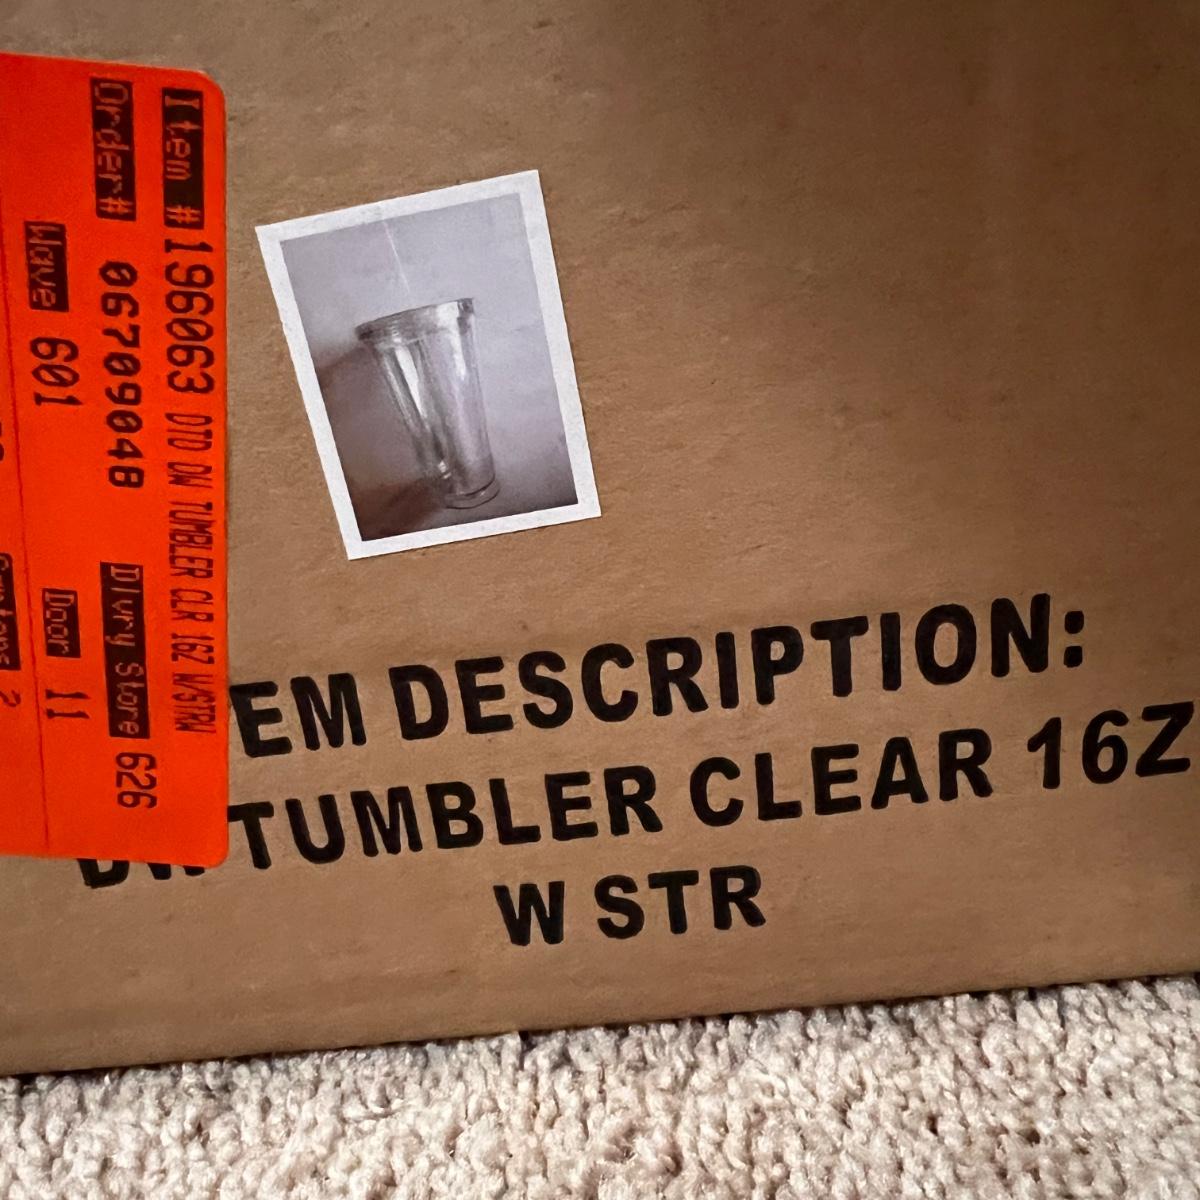 Item # 196063 DTD DW TUMBLER CLR 16Z W/STRW
Order# 06709048 Dlvry Store 626
Wave 601 Door 11
EM DESCRIPTION:
DW TUMBLER CLEAR 16Z
W STR